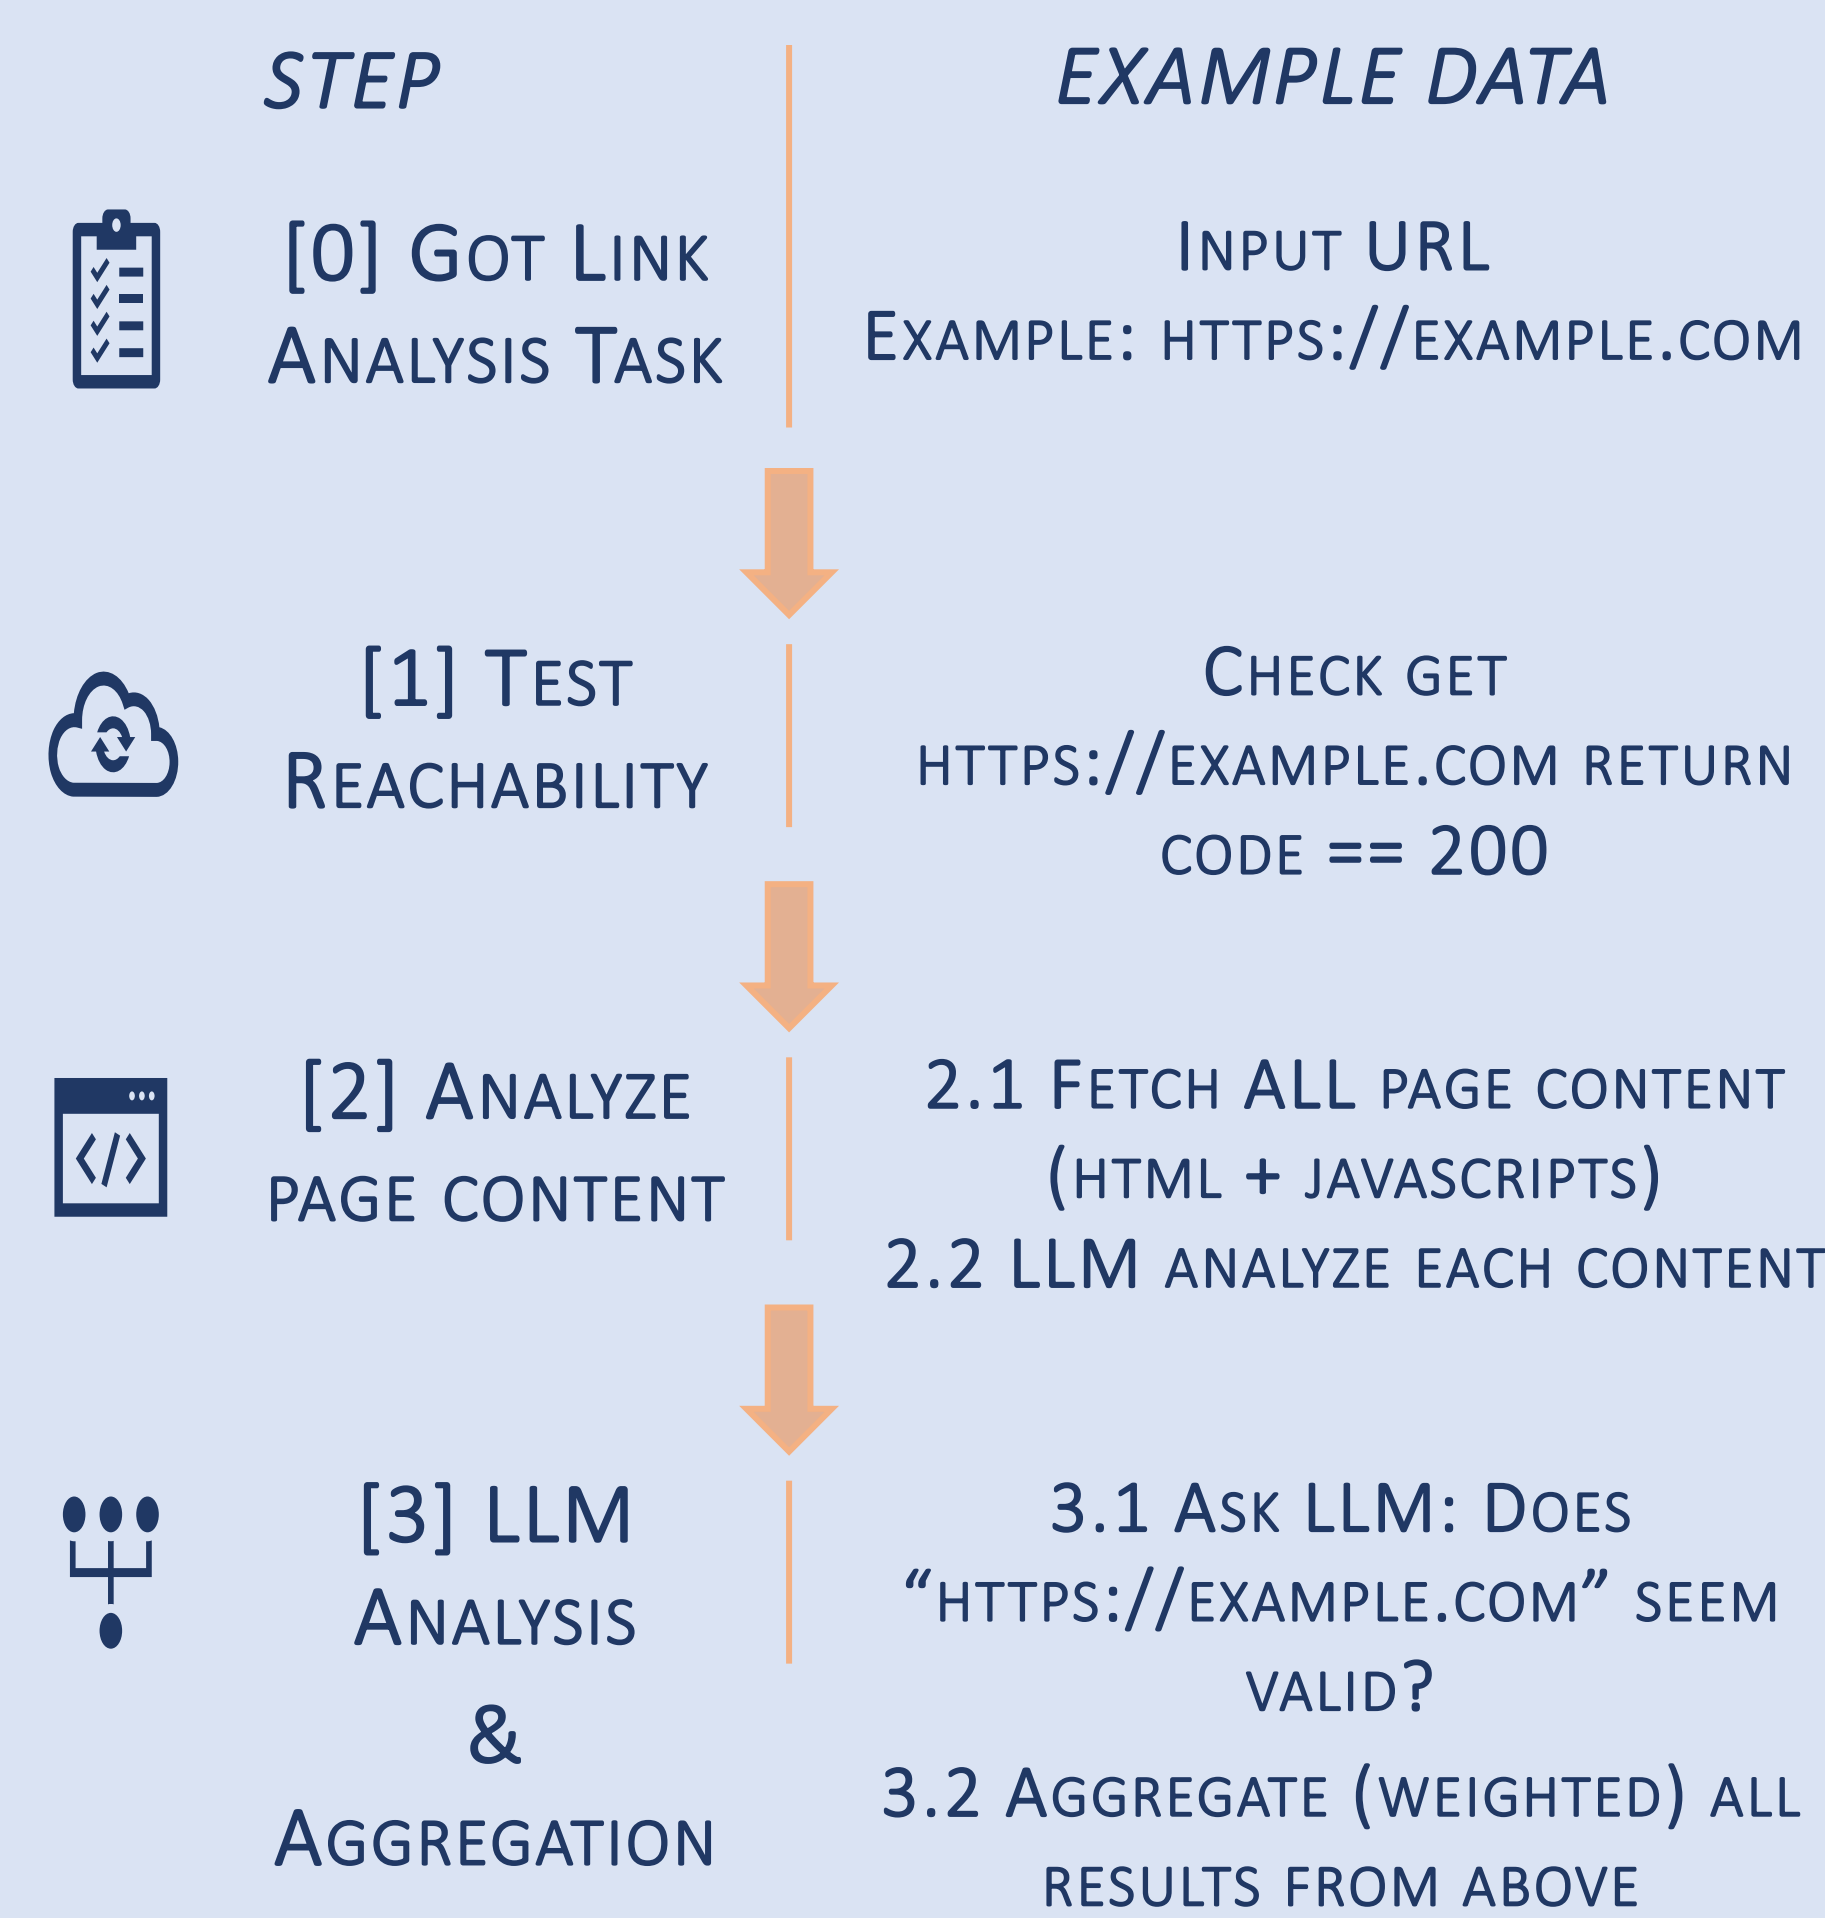 STEP
EXAMPLE DATA
[0] Got Link
Analysis Task
Input URL
Example: https://example.com
[1] Test
Reachability
Check get
https://example.com return
code == 200
[2] Analyze
page content
2.1 Fetch ALL page content
(html + javascripts)
2.2 LLM analyze each content
[3] LLM
Analysis
&
Aggregation
3.1 Ask LLM: Does
“https://example.com” seem
valid?
3.2 Aggregate (weighted) all
results from above